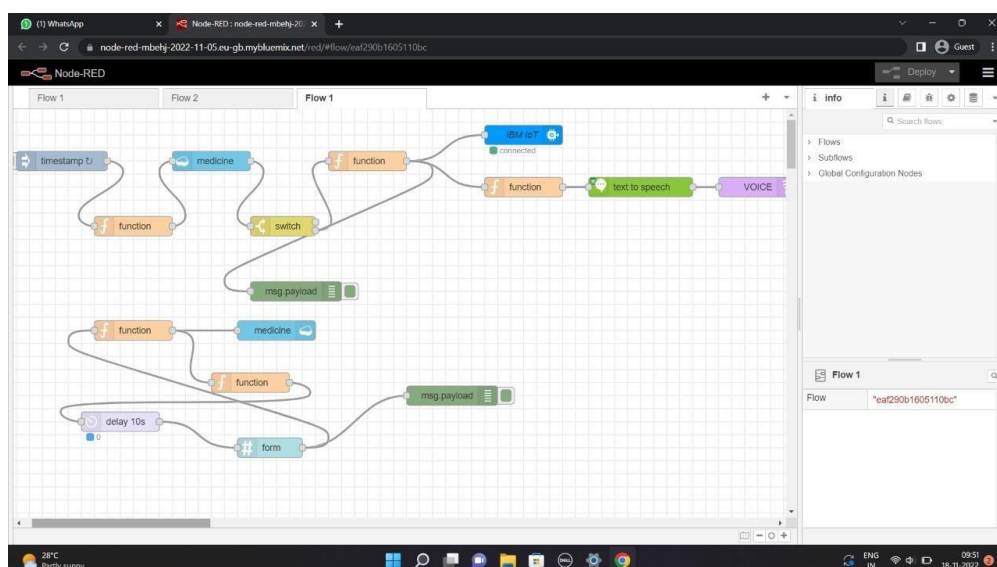 (1) WhatsApp
Node-RED : node-red-mbehj-20
node-red-mbehj-2022-11-05.eu-gb.mybluemix.net/red/#flow/eaf290b1605110bc
Guest
Node-RED
Deploy
Flow 1
Flow 2
Flow 1
info
Search flows
Flows
Subflows
Global Configuration Nodes
timestamp
medicine
function
IBM IoT
connected
function
text to speech
VOICE
function
switch
msg.payload
function
medicine
function
msg.payload
delay 10s
0
form
Flow 1
Flow
"eaf290b1605110bc"
28°C
Partly sunny
ENG
IN
09:51
18-11-2022
2